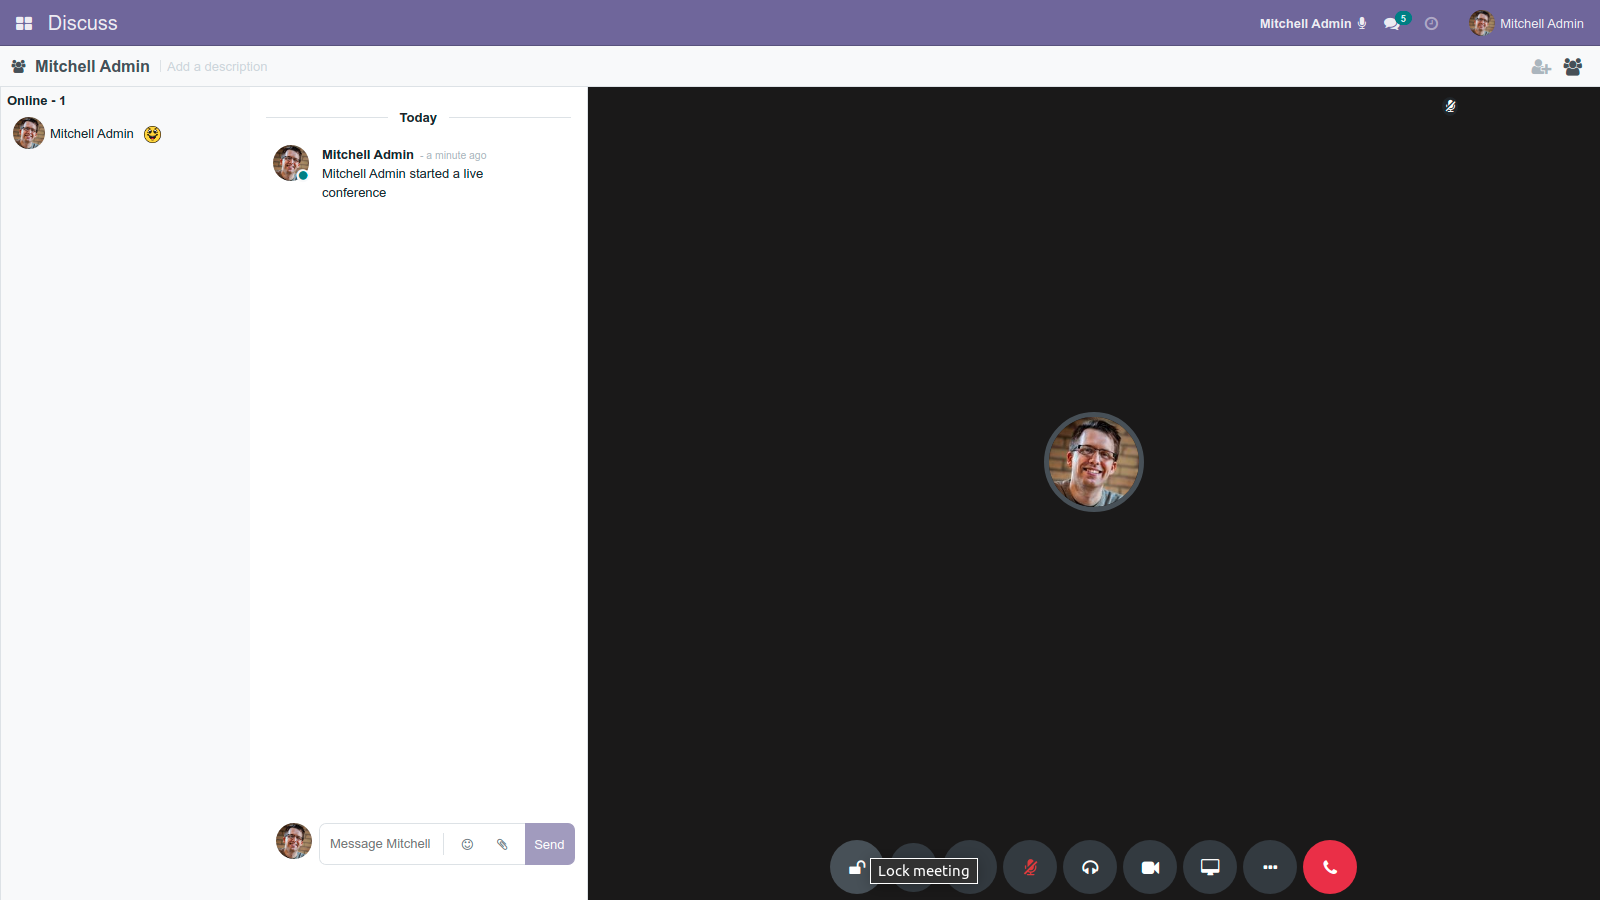 Discuss
Mitchell Admin
5
Mitchell Admin
Mitchell Admin
Add a description
Online - 1
Mitchell Admin
Today
Mitchell Admin - a minute ago
Mitchell Admin started a live
conference
Message Mitchell
Send
Lock meeting